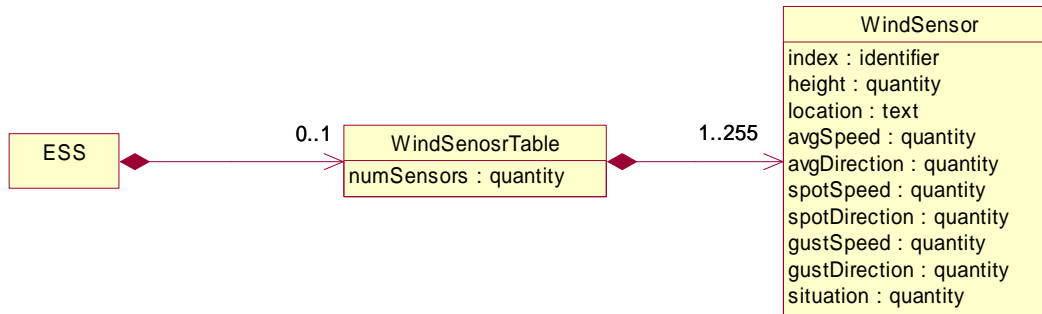 ESS
0..1
WindSenosrTable
numSensors : quantity
1..255
WindSensor
index : identifier
height : quantity
location : text
avgSpeed : quantity
avgDirection : quantity
spotSpeed : quantity
spotDirection : quantity
gustSpeed : quantity
gustDirection : quantity
situation : quantity